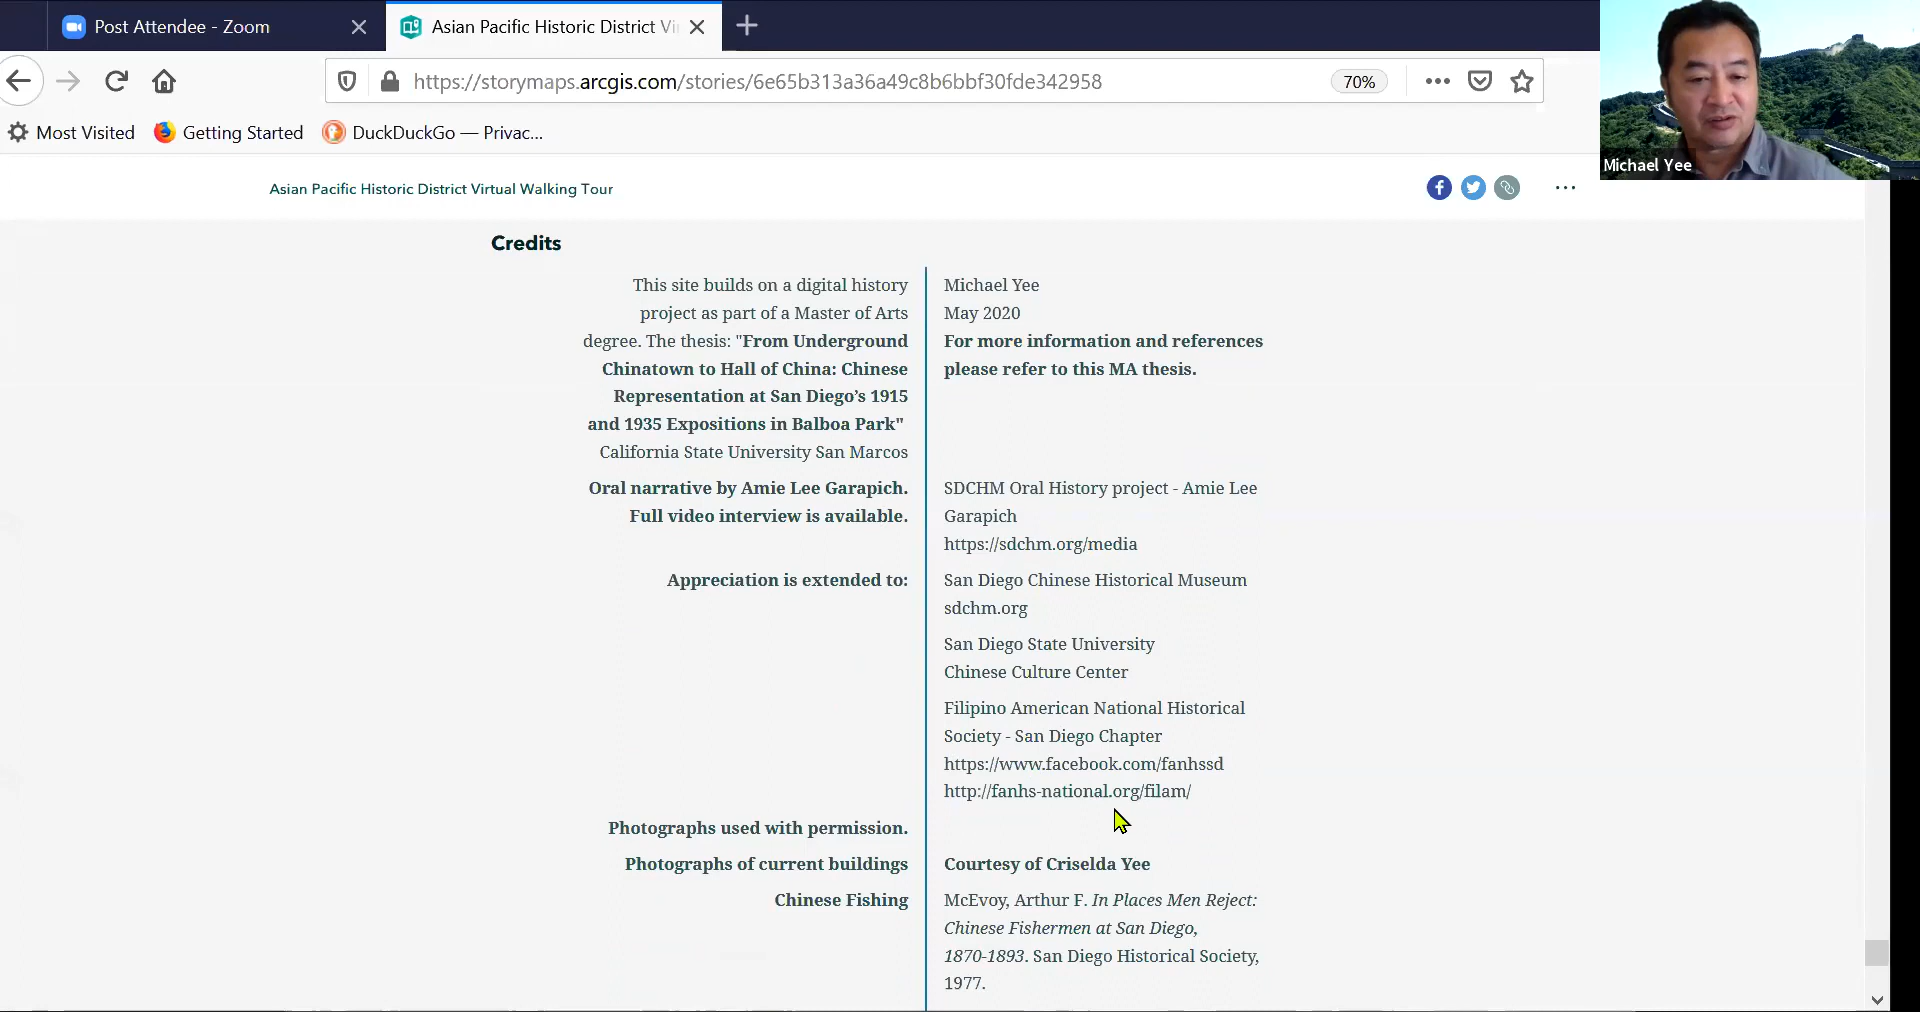 Post Attendee - Zoom
Asian Pacific Historic District Vi
https://storymaps.arcgis.com/stories/6e65b313a36a49c8b6bbf30fde342958
70%
Most Visited
Getting Started
DuckDuckGo — Privac...
Michael Yee
Asian Pacific Historic District Virtual Walking Tour
Credits
This site builds on a digital history
project as part of a Master of Arts
degree. The thesis: "From Underground
Chinatown to Hall of China: Chinese
Representation at San Diego’s 1915
and 1935 Expositions in Balboa Park"
California State University San Marcos
Michael Yee
May 2020
For more information and references
please refer to this MA thesis.
Oral narrative by Amie Lee Garapich.
Full video interview is available.
SDCHM Oral History project - Amie Lee
Garapich
https://sdchm.org/media
Appreciation is extended to:
San Diego Chinese Historical Museum
sdchm.org
San Diego State University
Chinese Culture Center
Filipino American National Historical
Society - San Diego Chapter
https://www.facebook.com/fanhssd
http://fanhs-national.org/filam/
Photographs used with permission.
Photographs of current buildings
Courtesy of Criselda Yee
Chinese Fishing
McEvoy, Arthur F. In Places Men Reject:
Chinese Fishermen at San Diego,
1870-1893. San Diego Historical Society,
1977.